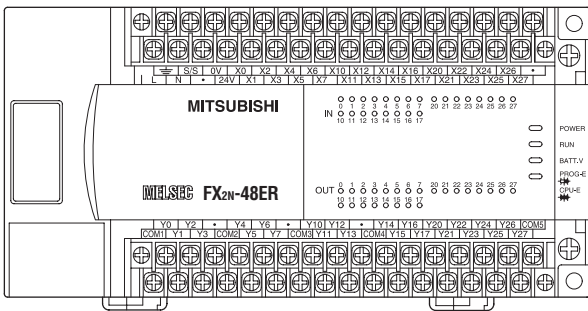 S/S 0V X0 X2 X4 X6 X10 X12 X14 X16 X20 X22 X24 X26 •
L N • 24V X1 X3 X5 X7 X11 X13 X15 X17 X21 X23 X25 X27
MITSUBISHI
0 1 2 3 4 5 6 7 20 21 22 23 24 25 26 27
IN
10 11 12 13 14 15 16 17
POWER
RUN
BATT.V
PROG-E
CPU-E
MELSEC FX2N-48ER
0 1 2 3 4 5 6 7 20 21 22 23 24 25 26 27
OUT
10 11 12 13 14 15 16 17
Y0 Y2 • Y4 Y6 • Y10 Y12 • Y14 Y16 Y20 Y22 Y24 Y26 COM5
COM1 Y1 Y3 COM2 Y5 Y7 COM3 Y11 Y13 COM4 Y15 Y17 Y21 Y23 Y25 Y27